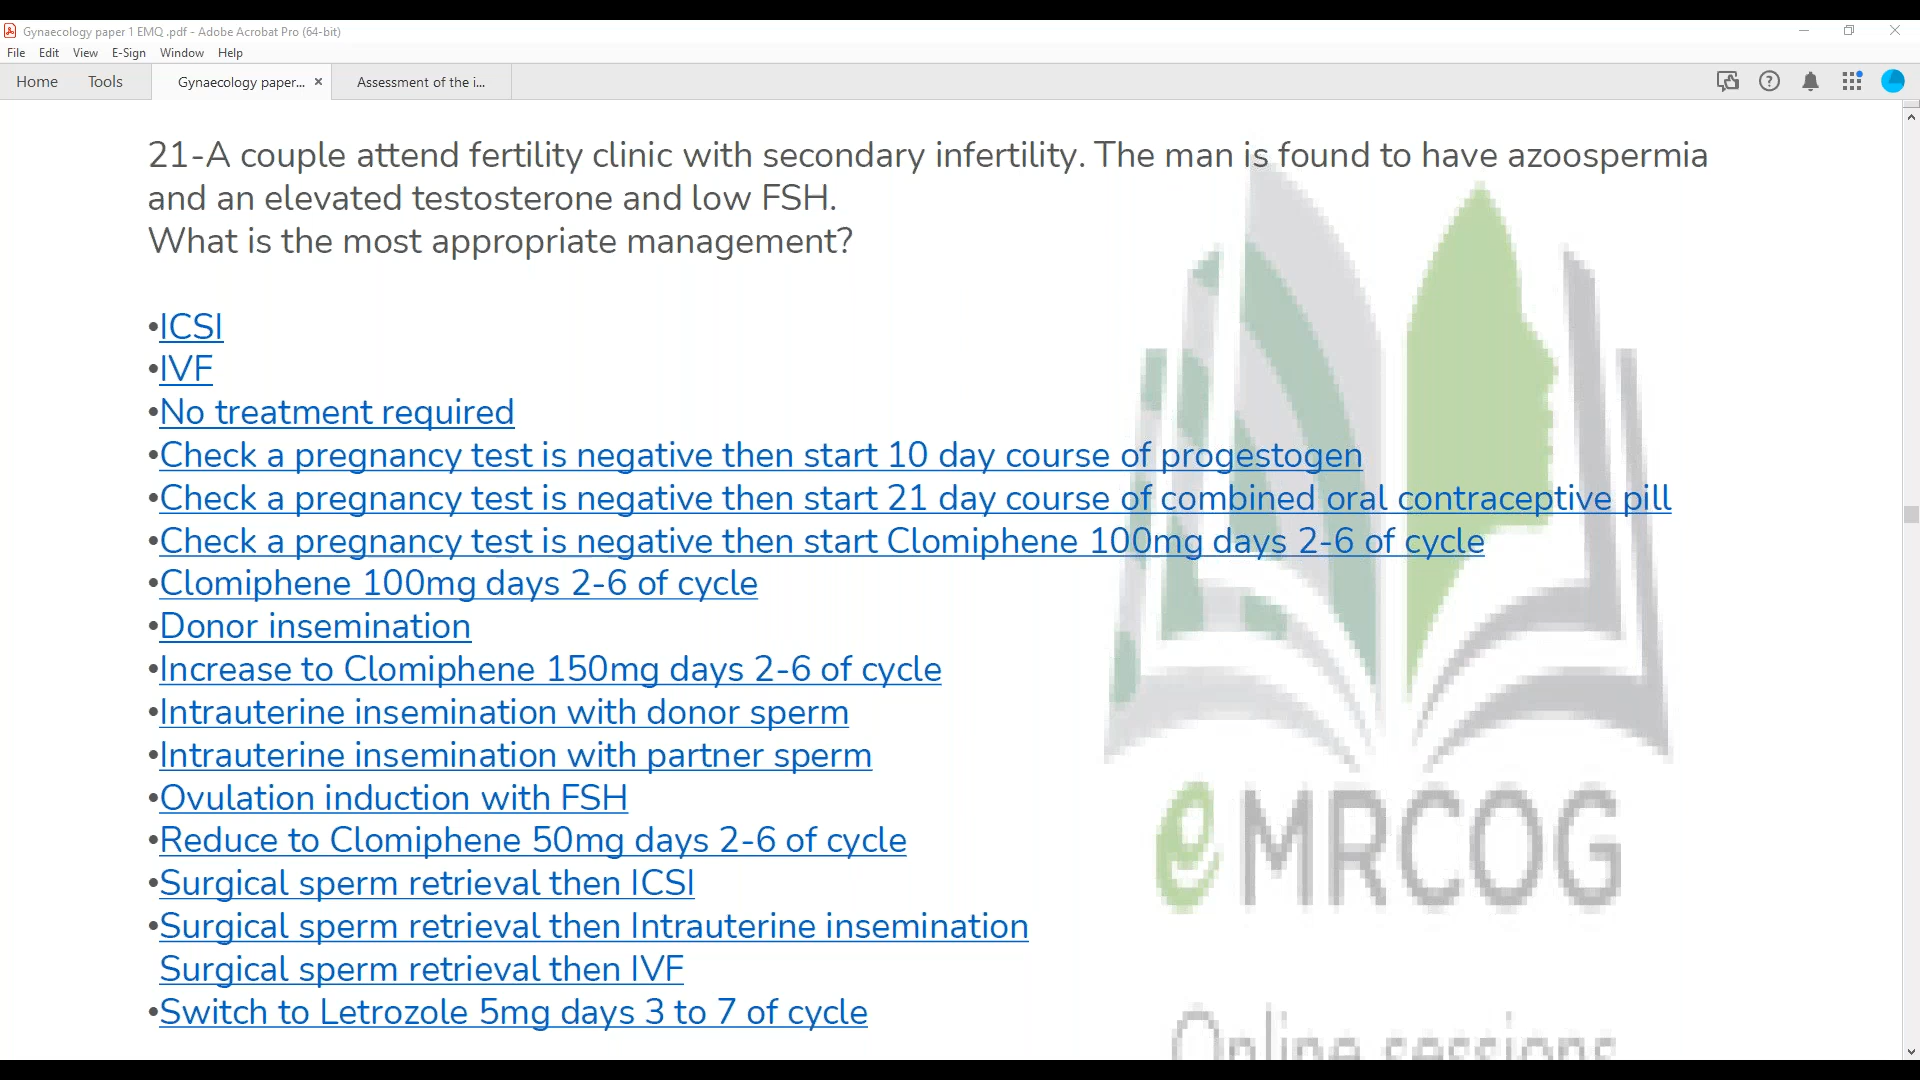 Gynaecology paper 1 EMQ .pdf - Adobe Acrobat Pro (64-bit)
File Edit View E-Sign Window Help
Home Tools Gynaecology paper... × Assessment of the i...
21-A couple attend fertility clinic with secondary infertility. The man is found to have azoospermia
and an elevated testosterone and low FSH.
What is the most appropriate management?
•ICSI
•IVF
•No treatment required
•Check a pregnancy test is negative then start 10 day course of progestogen
•Check a pregnancy test is negative then start 21 day course of combined oral contraceptive pill
•Check a pregnancy test is negative then start Clomiphene 100mg days 2-6 of cycle
•Clomiphene 100mg days 2-6 of cycle
•Donor insemination
•Increase to Clomiphene 150mg days 2-6 of cycle
•Intrauterine insemination with donor sperm
•Intrauterine insemination with partner sperm
•Ovulation induction with FSH
•Reduce to Clomiphene 50mg days 2-6 of cycle
•Surgical sperm retrieval then ICSI
•Surgical sperm retrieval then Intrauterine insemination
Surgical sperm retrieval then IVF
•Switch to Letrozole 5mg days 3 to 7 of cycle
eMRCOG
Online sessions